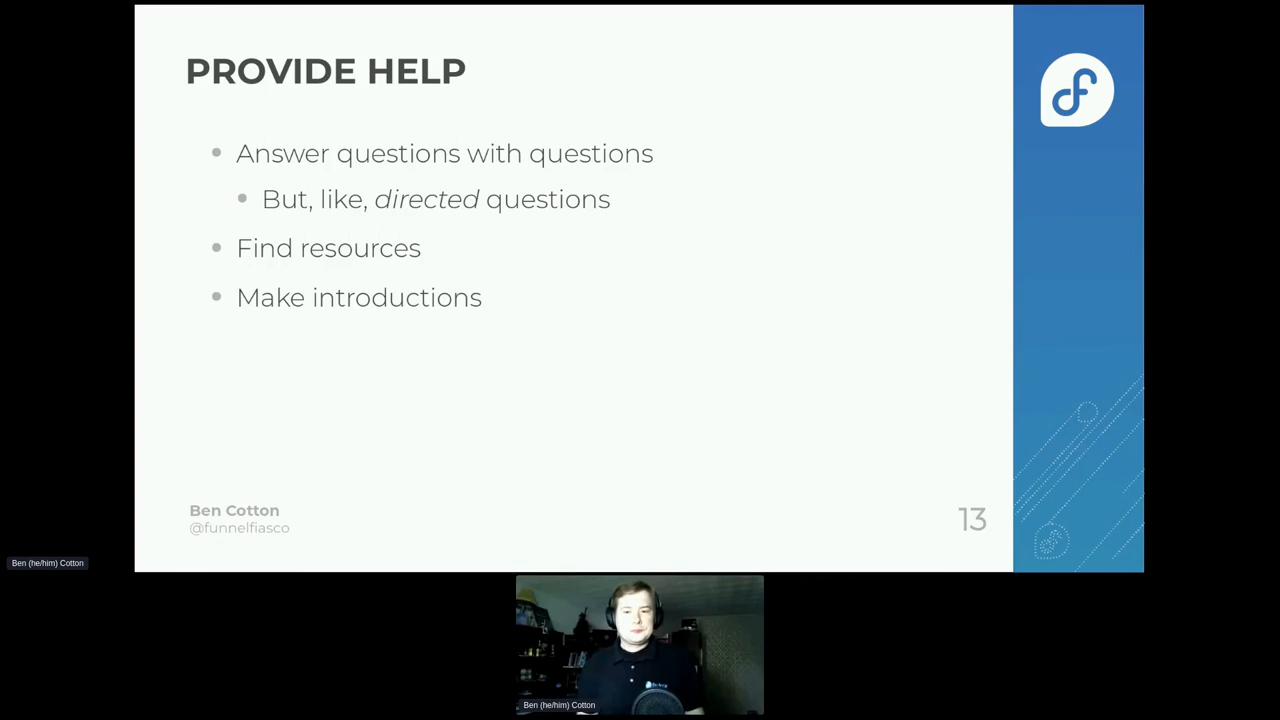 PROVIDE HELP
Answer questions with questions
But, like, directed questions
Find resources
Make introductions
Ben Cotton
@funnelfiasco
13
Ben (he/him) Cotton
Ben (he/him) Cotton